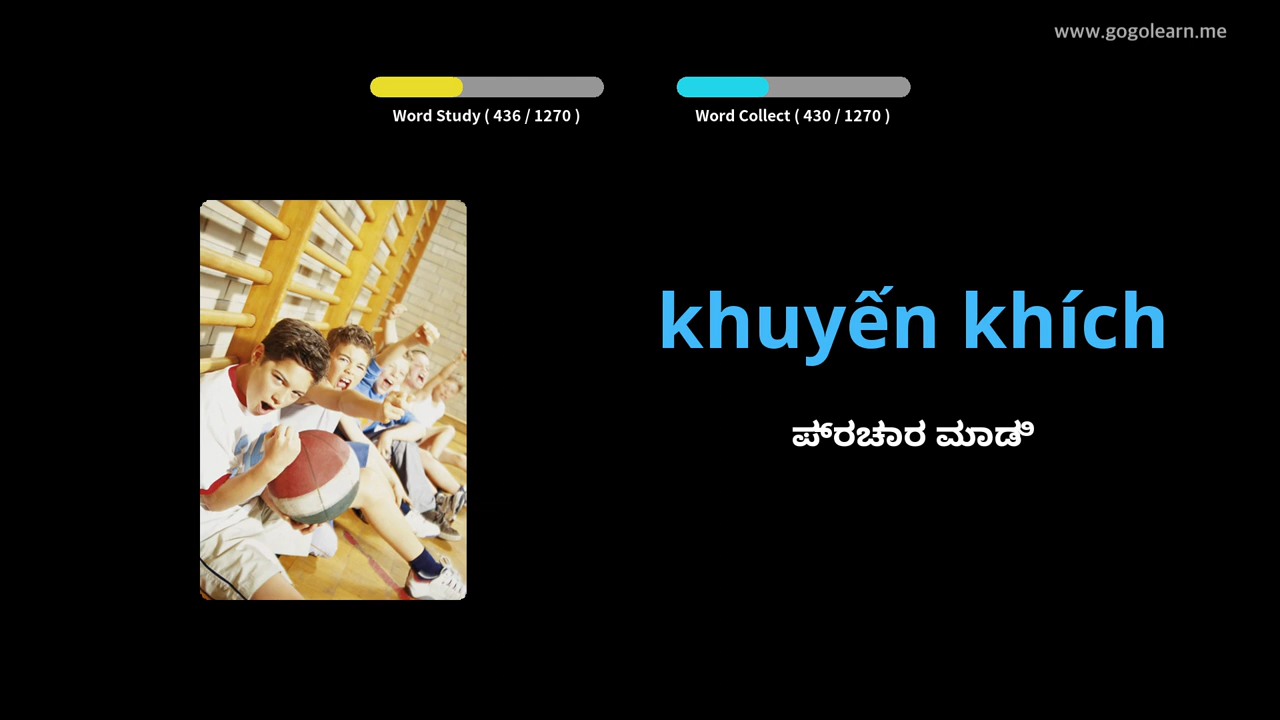 www.gogolearn.me
Word Study ( 436 / 1270 )
Word Collect ( 430 / 1270 )
khuyến khích
ಪ್ರಚಾರ ಮಾಡಿ